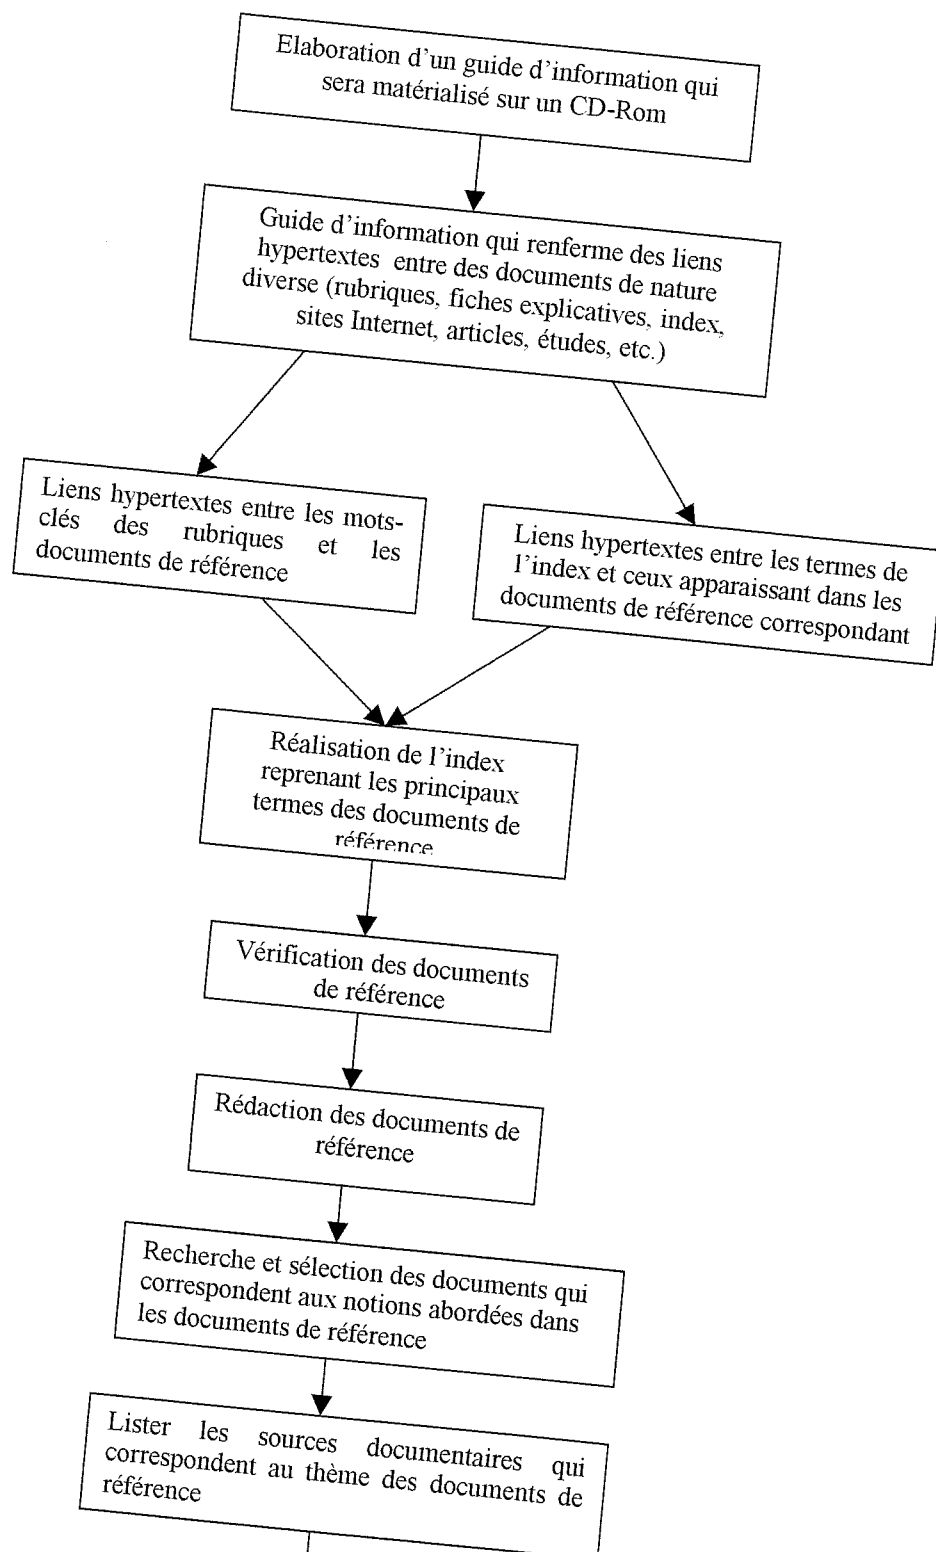 Elaboration d'un guide d'information qui
sera matérialisé sur un CD-Rom
Guide d'information qui renferme des liens
hypertextes entre des documents de nature
diverse (rubriques, fiches explicatives, index,
sites Internet, articles, études, etc.)
Liens hypertextes entre les mots-
clés des rubriques et les
documents de référence
Liens hypertextes entre les termes de
l'index et ceux apparaissant dans les
documents de référence correspondant
Réalisation de l'index
reprenant les principaux
termes des documents de
référence
Vérification des documents
de référence
Rédaction des documents de
référence
Recherche et sélection des documents qui
correspondent aux notions abordées dans
les documents de référence
Lister les sources documentaires qui
correspondent au thème des documents de
référence